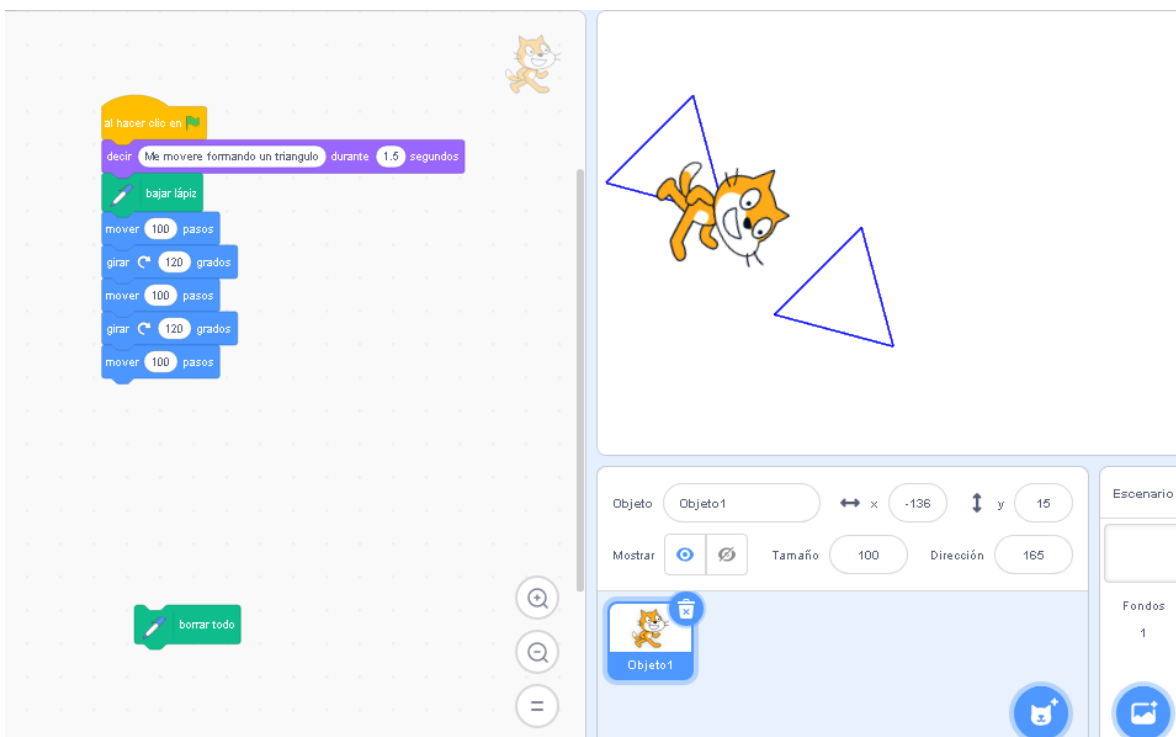 al hacer clic en
decir Me movere formando un triangulo durante 1.5 segundos
bajar lápiz
mover 100 pasos
girar 120 grados
mover 100 pasos
girar 120 grados
mover 100 pasos
borrar todo
Objeto Objeto1 x -136 y 15
Mostrar Tamaño 100 Dirección 165
Objeto1
Escenario
Fondos
1